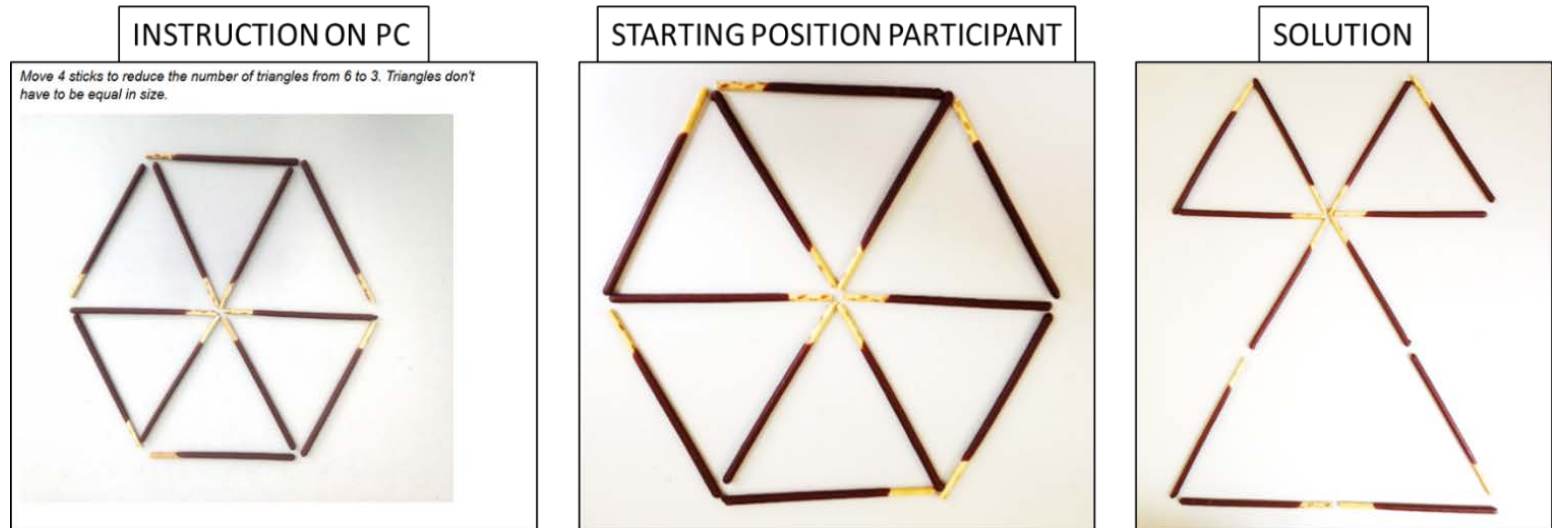 INSTRUCTION ON PC
STARTING POSITION PARTICIPANT
SOLUTION
Move 4 sticks to reduce the number of triangles from 6 to 3. Triangles don't
have to be equal in size.